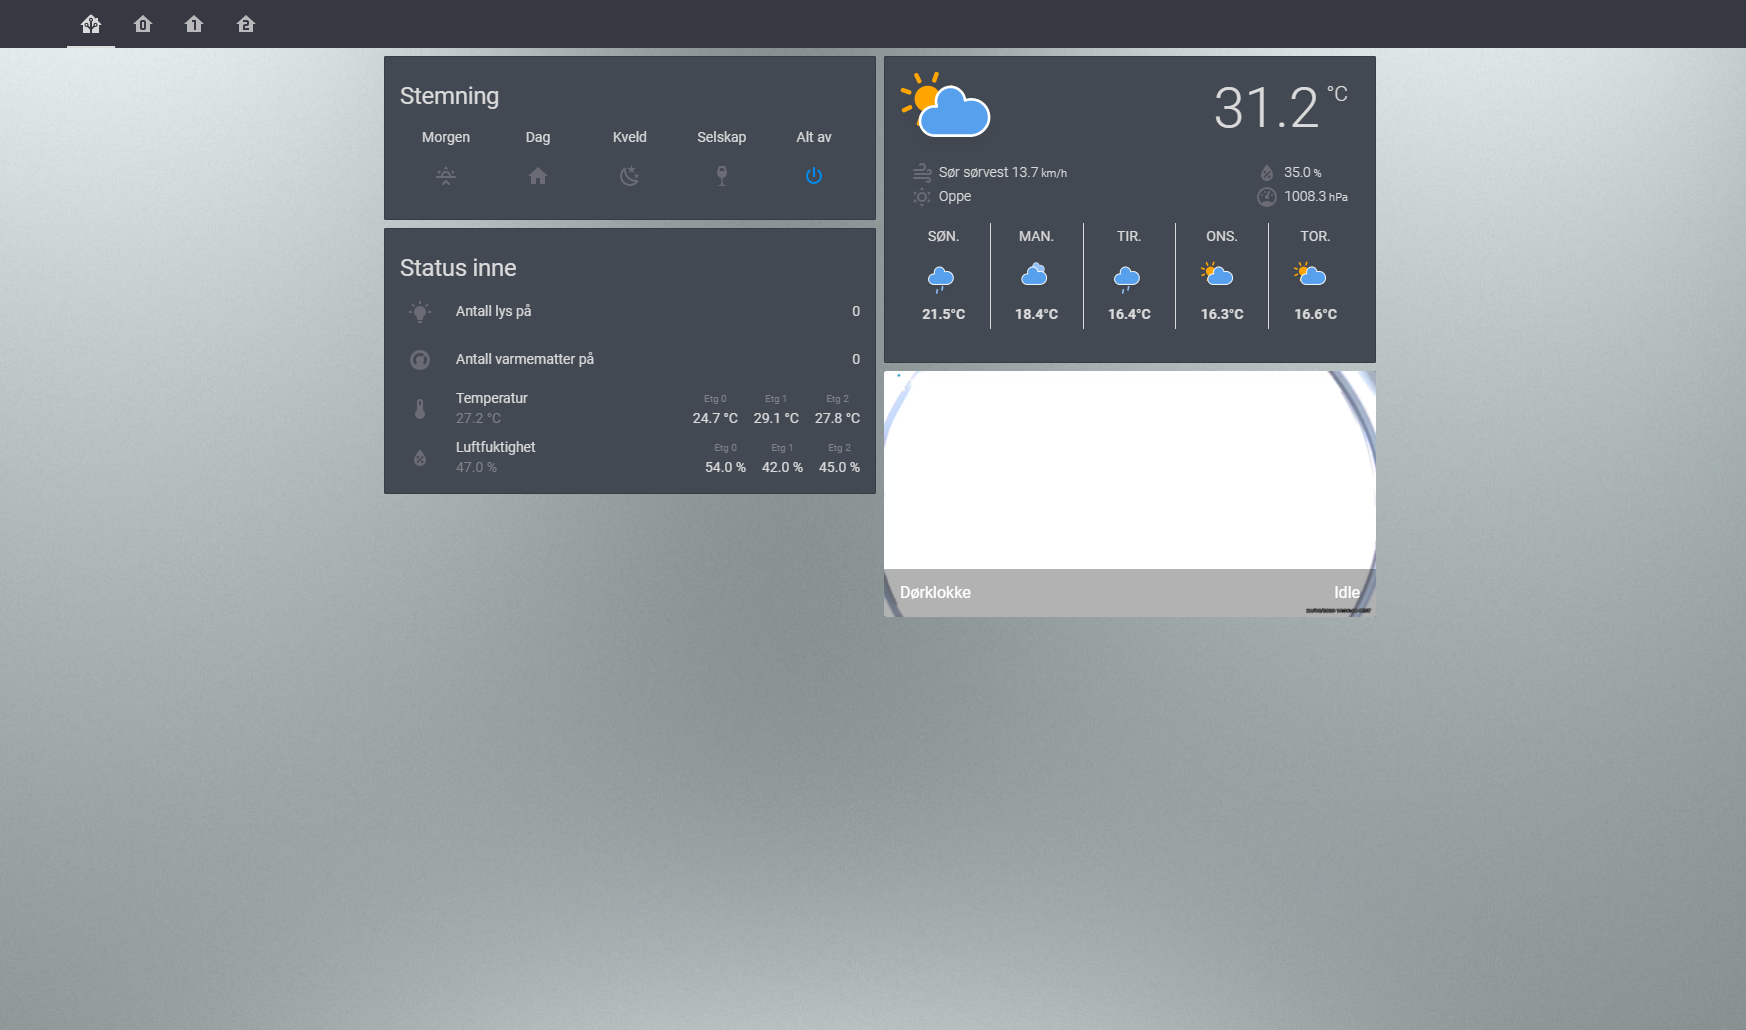 0
1
2
Stemning
Morgen Dag Kveld Selskap Alt av
Status inne
Antall lys på 0
Antall varmematter på 0
Temperatur
27.2 °C
Etg 0 Etg 1 Etg 2
24.7 °C 29.1 °C 27.8 °C
Luftfuktighet
47.0 %
Etg 0 Etg 1 Etg 2
54.0 % 42.0 % 45.0 %
31.2 °C
Sør sørvest 13.7 km/h 35.0 %
Oppe 1008.3 hPa
SØN. MAN. TIR. ONS. TOR.
21.5°C 18.4°C 16.4°C 16.3°C 16.6°C
Dørklokke Idle